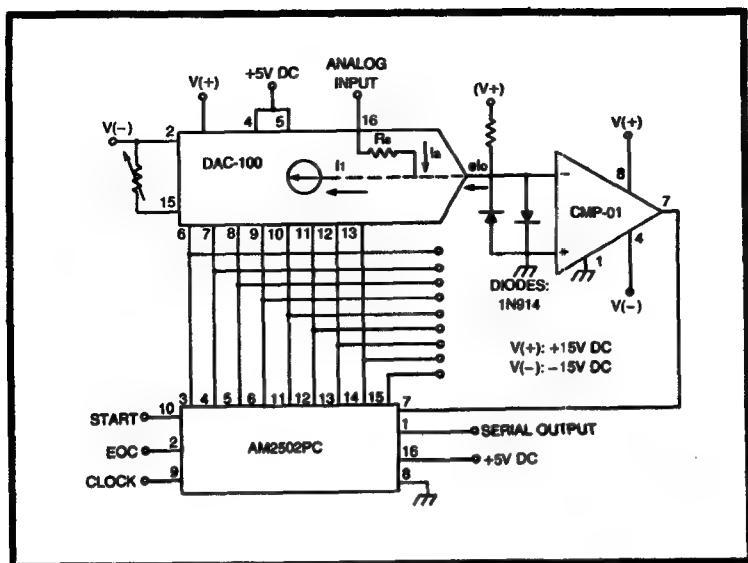 ANALOG
INPUT
+5V DC
V(+)
(V+)
V(-)
2
4
5
16
Rs
V(+)
DAC-100
I1
Ia
eIo
-
8
CMP-01
7
15
+
1
4
6
7
8
9
10
11
12
13
DIODES:
1N914
V(-)
V(+): +15V DC
V(-): -15V DC
3
4
5
6
11
12
13
14
15
7
START
10
1
SERIAL OUTPUT
EOC
2
AM2502PC
16
+5V DC
CLOCK
9
8